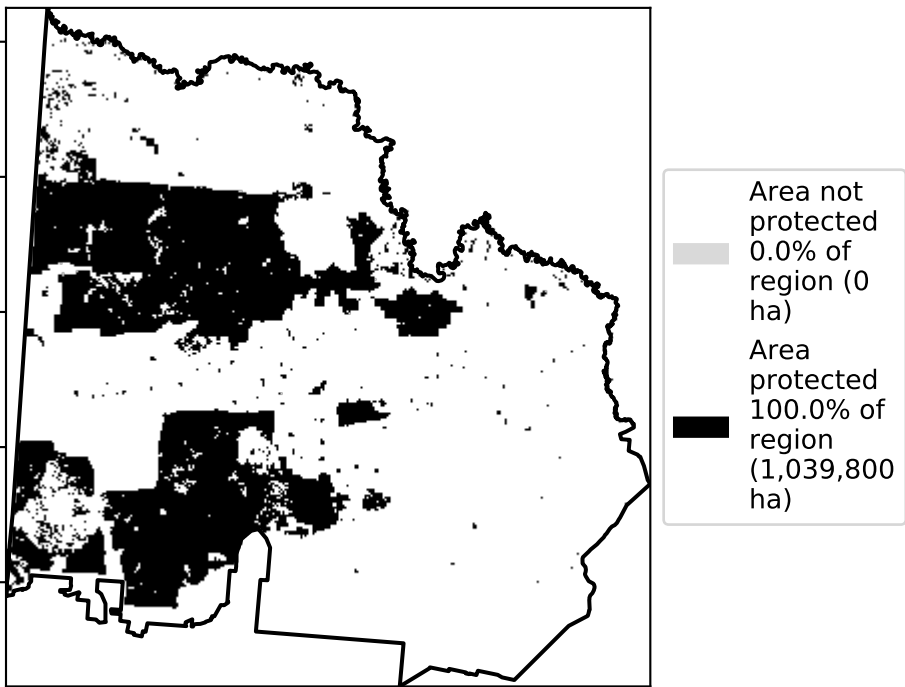 Area not
protected
0.0% of
region (0
ha)
Area
protected
100.0% of
region
(1,039,800
ha)